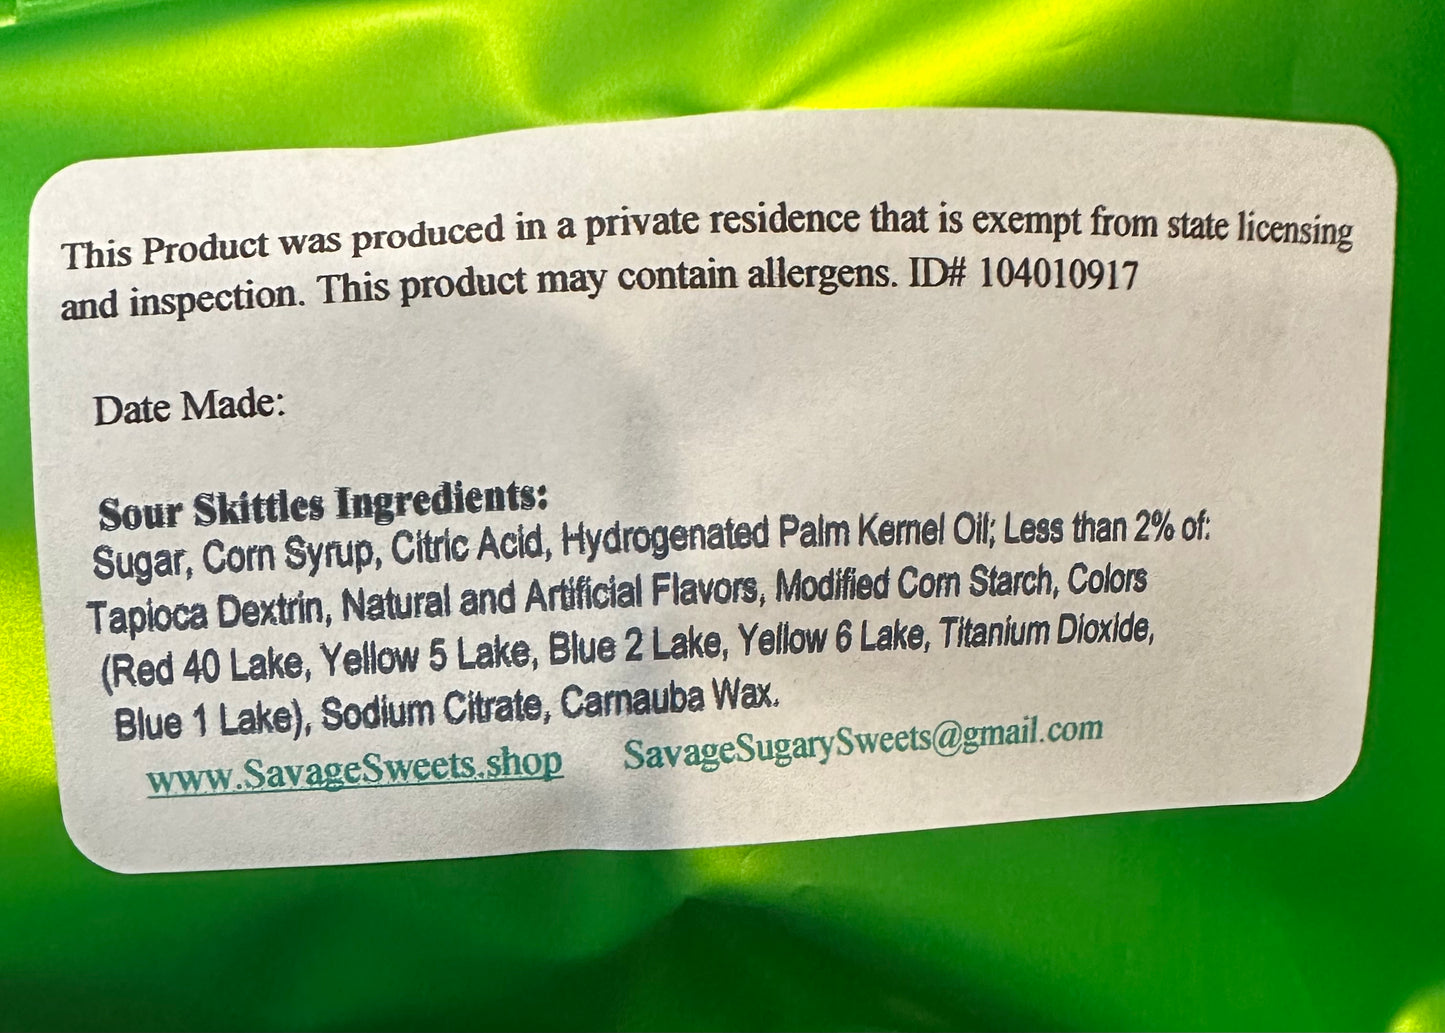 This Product was produced in a private residence that is exempt from state licensing
and inspection. This product may contain allergens. ID# 104010917
Date Made:
Sour Skittles Ingredients:
Sugar, Corn Syrup, Citric Acid, Hydrogenated Palm Kernel Oil; Less than 2% of:
Tapioca Dextrin, Natural and Artificial Flavors, Modified Corn Starch, Colors
(Red 40 Lake, Yellow 5 Lake, Blue 2 Lake, Yellow 6 Lake, Titanium Dioxide,
Blue 1 Lake), Sodium Citrate, Carnauba Wax.
www.SavageSweets.shop SavageSugarySweets@gmail.com